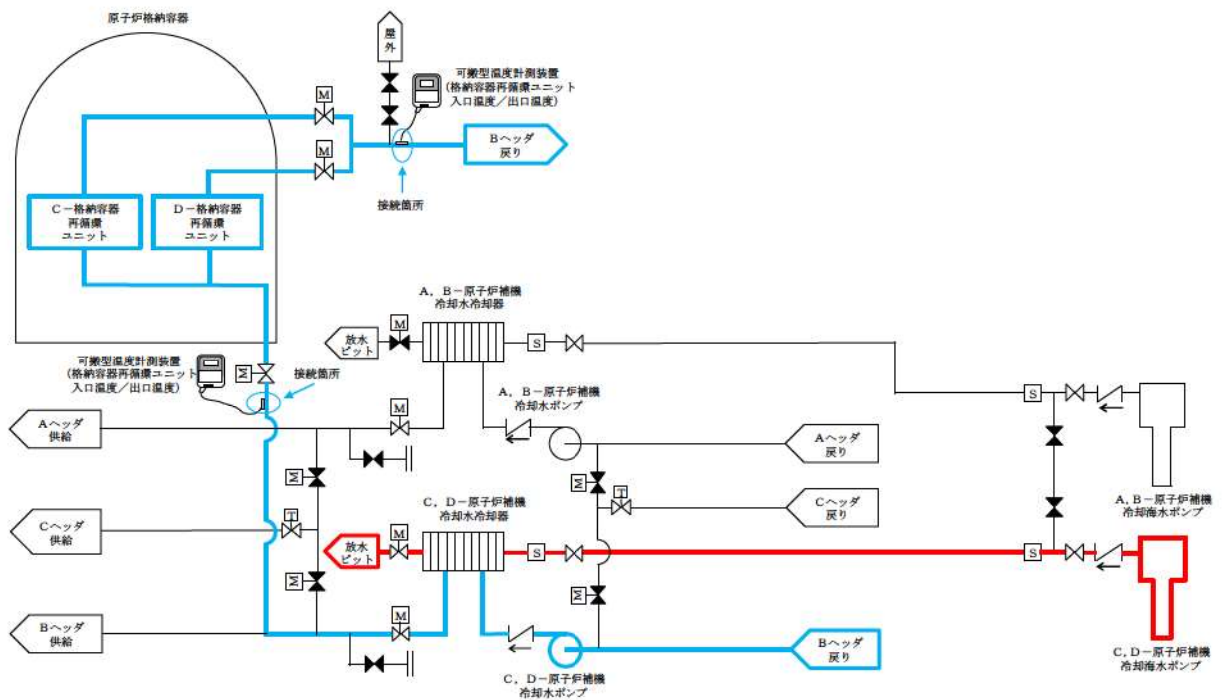 原子炉格納容器
屋外
可搬型温度計測装置
(格納容器再循環ユニット
入口温度／出口温度)
M
M
Bヘッダ
戻り
接続箇所
C－格納容器
再循環
ユニット
D－格納容器
再循環
ユニット
可搬型温度計測装置
(格納容器再循環ユニット
入口温度／出口温度)
M
接続箇所
A，B－原子炉補機
冷却水冷却器
放水
ピット
M
S
A，B－原子炉補機
冷却水ポンプ
S
A，B－原子炉補機
冷却海水ポンプ
Aヘッダ
供給
M
Aヘッダ
戻り
M
M
Cヘッダ
供給
T
T
Cヘッダ
戻り
C，D－原子炉補機
冷却水冷却器
放水
ピット
M
S
S
M
M
Bヘッダ
供給
M
Bヘッダ
戻り
C，D－原子炉補機
冷却水ポンプ
C，D－原子炉補機
冷却海水ポンプ